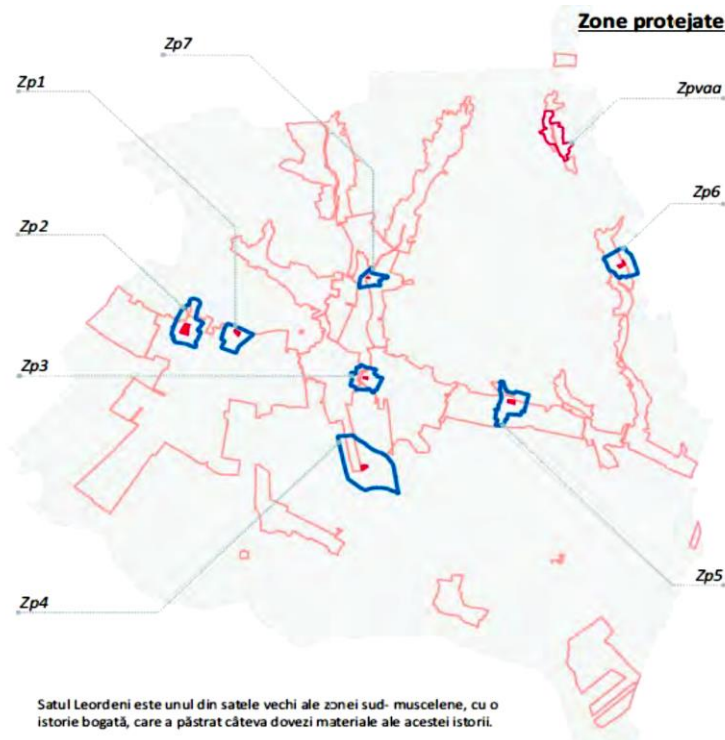 Zone protejate
Zp7
Zp1
Zpvaa
Zp6
Zp2
Zp3
Zp5
Zp4
Satul Leordeni este unul din satele vechi ale zonei sud- muscelene, cu o
istorie bogată, care a păstrat câteva dovezi materiale ale acestei istorii.